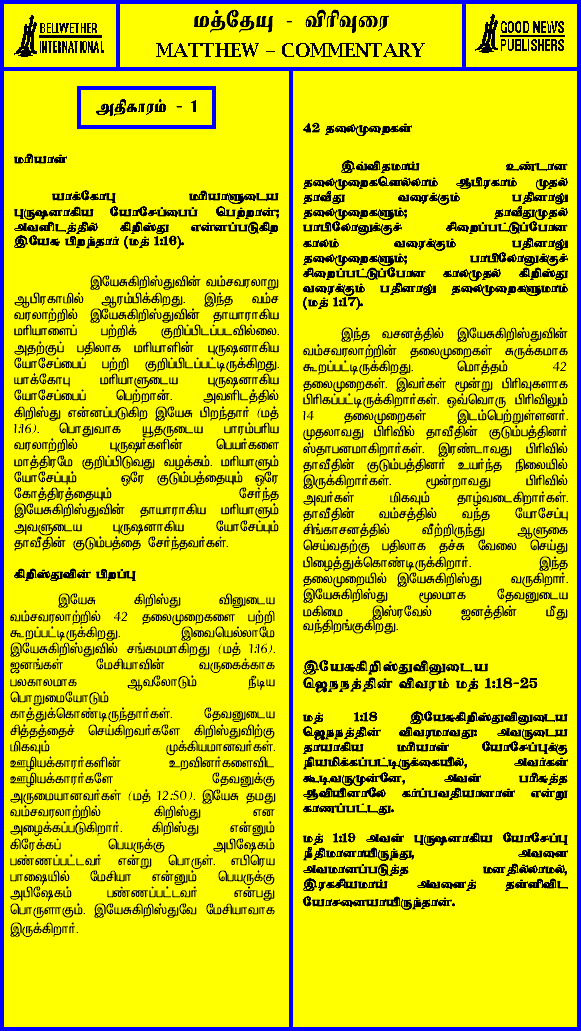 BELLWETHER
INTERNATIONAL
மத்தேயு - விரிவுரை
MATTHEW – COMMENTARY
GOOD NEWS
PUBLISHERS
அதிகாரம் - 1
மரியாள்
யாக்கோபு மரியாளுடைய
புருஷனாகிய யோசேப்பைப் பெற்றான்;
அவளிடத்தில் கிறிஸ்து என்னப்படுகிற
இயேசு பிறந்தார் (மத் 1:16).
இயேசுகிறிஸ்துவின் வம்சவரலாறு
ஆபிரகாமில் ஆரம்பிக்கிறது. இந்த வம்ச
வரலாற்றில் இயேசுகிறிஸ்துவின் தாயாராகிய
மரியாளைப் பற்றிக் குறிப்பிடப்படவில்லை.
அதற்குப் பதிலாக மரியாளின் புருஷனாகிய
யோசேப்பைப் பற்றி குறிப்பிடப்பட்டிருக்கிறது.
யாக்கோபு மரியாளுடைய புருஷனாகிய
யோசேப்பைப் பெற்றான். அவளிடத்தில்
கிறிஸ்து என்னப்படுகிற இயேசு பிறந்தார் (மத்
1:16). பொதுவாக யூதருடைய பாரம்பரிய
வரலாற்றில் புருஷர்களின் பெயர்களை
மாத்திரமே குறிப்பிடுவது வழக்கம். மரியாளும்
யோசேப்பும் ஒரே குடும்பத்தையும் ஒரே
கோத்திரத்தையும் சேர்ந்த
இயேசுகிறிஸ்துவின் தாயாராகிய மரியாளும்
அவளுடைய புருஷனாகிய யோசேப்பும்
தாவீதின் குடும்பத்தை சேர்ந்தவர்கள்.
கிறிஸ்துவின் பிறப்பு
இயேசு கிறிஸ்து வினுடைய
வம்சவரலாற்றில் 42 தலைமுறைகளை பற்றி
கூறப்பட்டிருக்கிறது. இவையெல்லாமே
இயேசுகிறிஸ்துவில் சங்கமமாகிறது (மத் 1:16).
ஜனங்கள் மேசியாவின் வருகைக்காக
பலகாலமாக ஆவலோடும் நீடிய
பொறுமையோடும்
காத்துக்கொண்டிருந்தார்கள். தேவனுடைய
சித்தத்தைச் செய்கிறவர்களே கிறிஸ்துவிற்கு
மிகவும் முக்கியமானவர்கள்.
ஊழியக்காரர்களின் உறவினர்களைவிட
ஊழியக்காரர்களே தேவனுக்கு
அருமையானவர்கள் (மத் 12:50). இயேசு தமது
வம்சவரலாற்றில் கிறிஸ்து என
அழைக்கப்படுகிறார். கிறிஸ்து என்னும்
கிரேக்கப் பெயருக்கு அபிஷேகம்
பண்ணப்பட்டவர் என்று பொருள். எபிரெய
பாஷையில் மேசியா என்னும் பெயருக்கு
அபிஷேகம் பண்ணப்பட்டவர் என்பது
பொருளாகும். இயேசுகிறிஸ்துவே மேசியாவாக
இருக்கிறார்.
42 தலைமுறைகள்
இவ்விதமாய் உண்டான
தலைமுறைகளெல்லாம் ஆபிரகாம் முதல்
தாவீது வரைக்கும் பதினாலு
தலைமுறைகளும்; தாவீதுமுதல்
பாபிலோனுக்குச் சிறைப்பட்டுப்போன
காலம் வரைக்கும் பதினாலு
தலைமுறைகளும்; பாபிலோனுக்குச்
சிறைப்பட்டுப்போன காலமுதல் கிறிஸ்து
வரைக்கும் பதினாலு தலைமுறைகளுமாம்
(மத் 1:17).
இந்த வசனத்தில் இயேசுகிறிஸ்துவின்
வம்சவரலாற்றின் தலைமுறைகள் சுருக்கமாக
கூறப்பட்டிருக்கிறது. மொத்தம் 42
தலைமுறைகள். இவர்கள் மூன்று பிரிவுகளாக
பிரிகப்பட்டிருக்கிறார்கள். ஒவ்வொரு பிரிவிலும்
14 தலைமுறைகள் இடம்பெற்றுள்ளனர்.
முதலாவது பிரிவில் தாவீதின் குடும்பத்தினர்
ஸ்தாபனமாகிறார்கள். இரண்டாவது பிரிவில்
தாவீதின் குடும்பத்தினர் உயர்ந்த நிலையில்
இருக்கிறார்கள். மூன்றாவது பிரிவில்
அவர்கள் மிகவும் தாழ்வடைகிறார்கள்.
தாவீதின் வம்சத்தில் வந்த யோசேப்பு
சிங்காசனத்தில் வீற்றிருந்து ஆளுகை
செய்வதற்கு பதிலாக தச்சு வேலை செய்து
பிழைத்துக்கொண்டிருக்கிறார். இந்த
தலைமுறையில் இயேசுகிறிஸ்து வருகிறார்.
இயேசுகிறிஸ்து மூலமாக தேவனுடைய
மகிமை இஸ்ரவேல் ஜனத்தின் மீது
வந்திறங்குகிறது.
இயேசுகிறிஸ்துவினுடைய
ஜெநநத்தின் விவரம் மத் 1:18-25
மத் 1:18 இயேசுகிறிஸ்துவினுடைய
ஜெநநத்தின் விவரமாவது: அவருடைய
தாயாகிய மரியாள் யோசேப்புக்கு
நியமிக்கப்பட்டிருக்கையில், அவர்கள்
கூடிவருமுன்னே, அவள் பரிசுத்த
ஆவியினாலே கர்ப்பவதியானாள் என்று
காணப்பட்டது.
மத் 1:19 அவள் புருஷனாகிய யோசேப்பு
நீதிமானாயிருந்து, அவளை
அவமானப்படுத்த மனதில்லாமல்,
இரகசியமாய் அவளைத் தள்ளிவிட
யோசனையாயிருந்தான்.